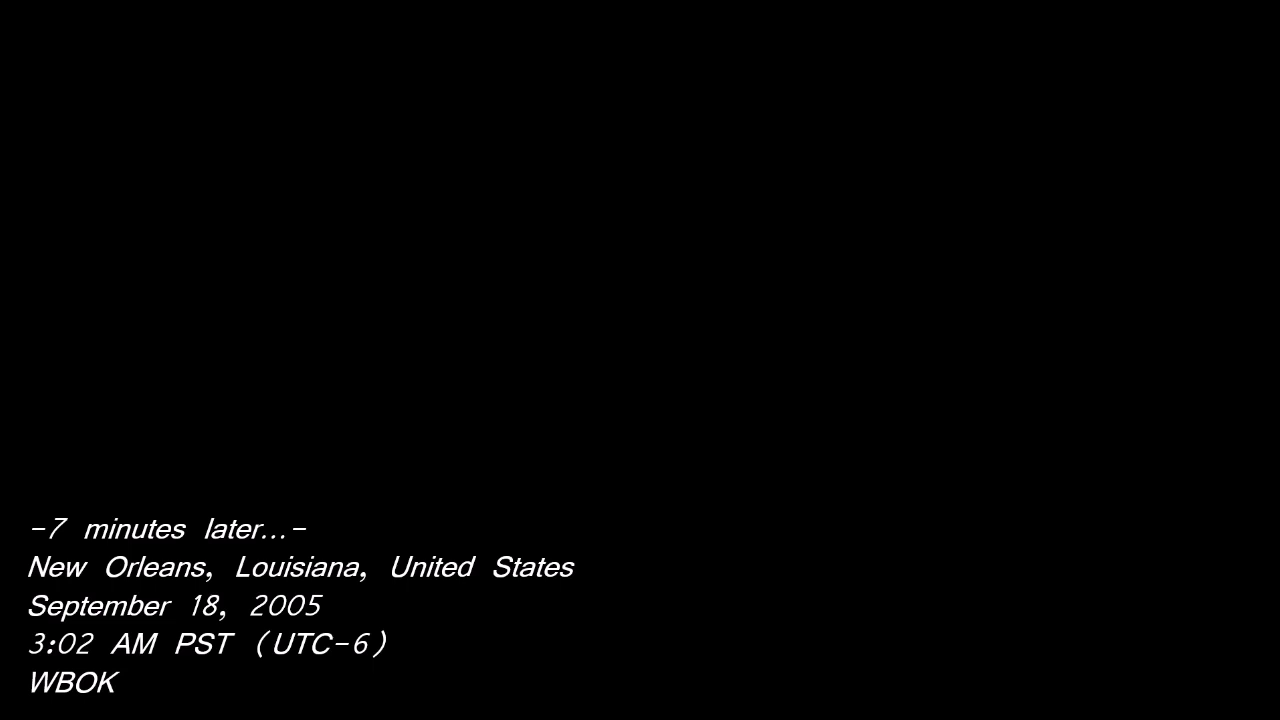 -7 minutes later...-
New Orleans, Louisiana, United States
September 18, 2005
3:02 AM PST (UTC-6)
WBOK